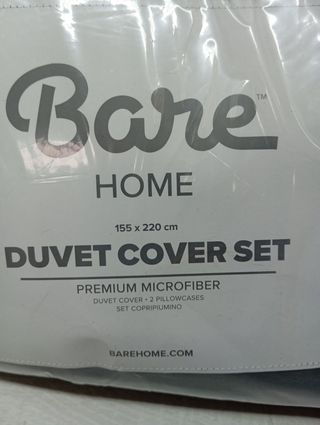 Bare™
HOME
155 x 220 cm
DUVET COVER SET
PREMIUM MICROFIBER
DUVET COVER • 2 PILLOWCASES
SET COPRIPIUMINO
BAREHOME.COM